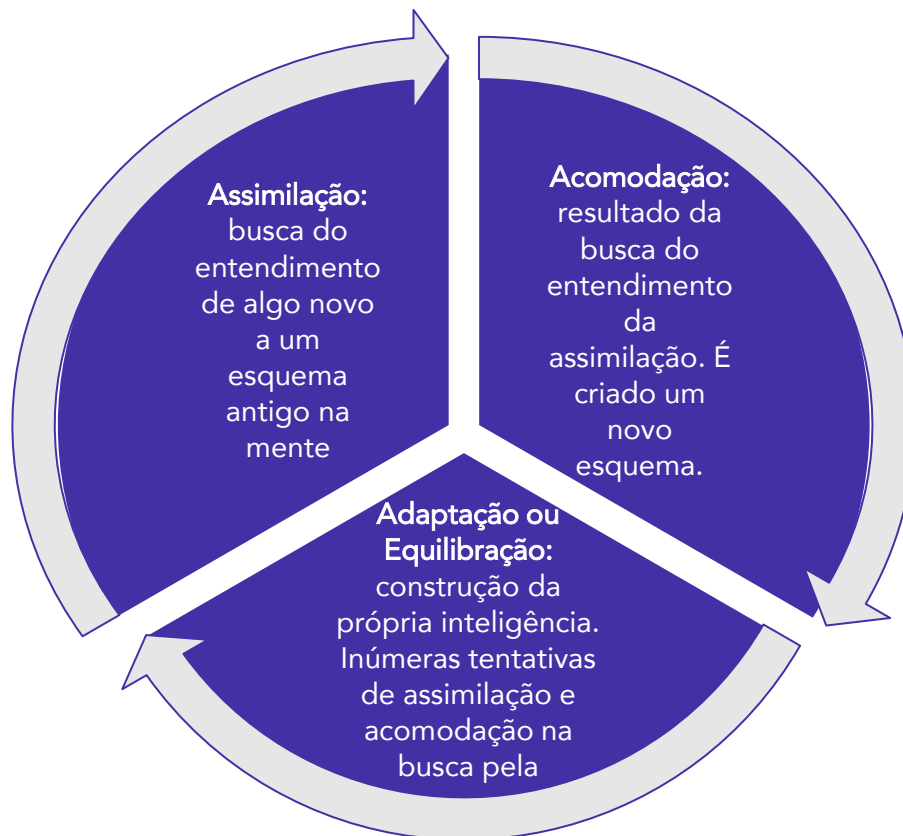 Assimilação:
busca do
entendimento
de algo novo
a um
esquema
antigo na
mente
Acomodação:
resultado da
busca do
entendimento
da
assimilação. É
criado um
novo
esquema.
Adaptação ou
Equilibração:
construção da
própria inteligência.
Inúmeras tentativas
de assimilação e
acomodação na
busca pela